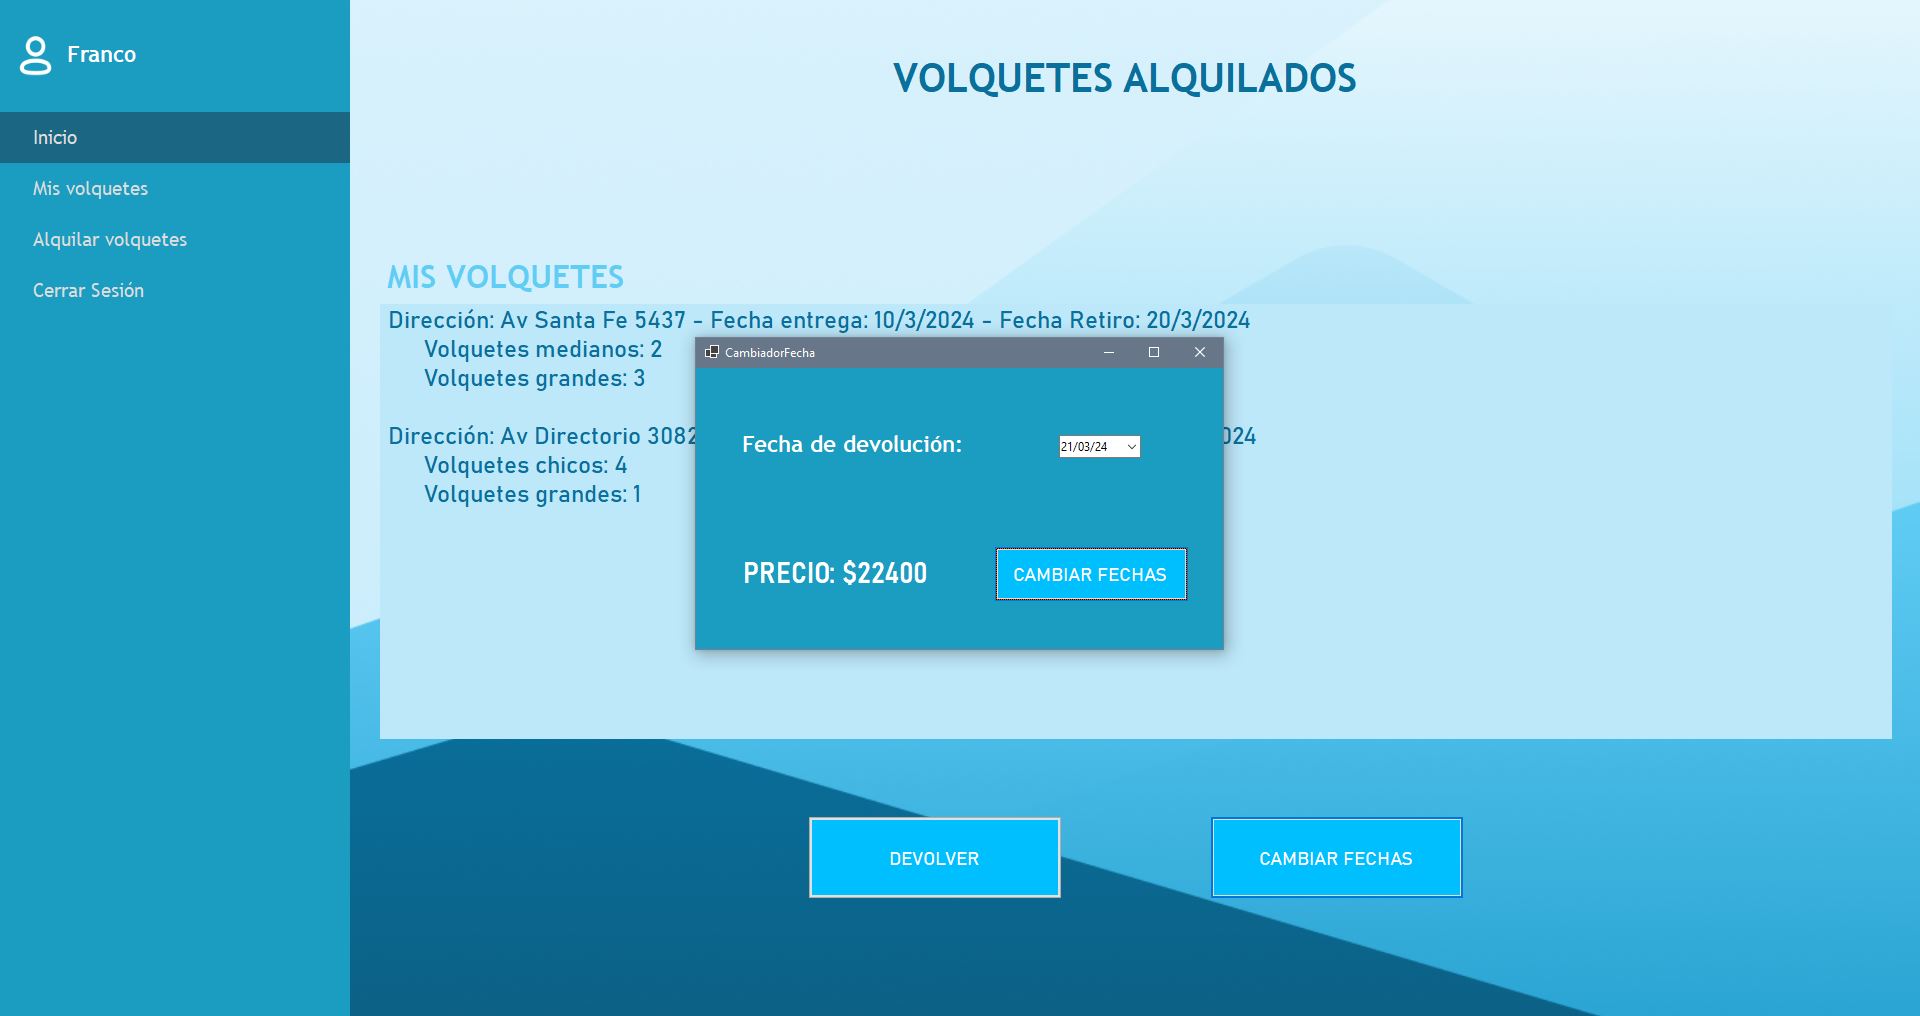 Franco
Inicio
Mis volquetes
Alquilar volquetes
Cerrar Sesión
VOLQUETES ALQUILADOS
MIS VOLQUETES
Dirección: Av Santa Fe 5437 - Fecha entrega: 10/3/2024 - Fecha Retiro: 20/3/2024
Volquetes medianos: 2
Volquetes grandes: 3
Dirección: Av Directorio 3082
Volquetes chicos: 4
Volquetes grandes: 1
CambiadorFecha
Fecha de devolución: 21/03/24
PRECIO: $22400 CAMBIAR FECHAS
DEVOLVER CAMBIAR FECHAS